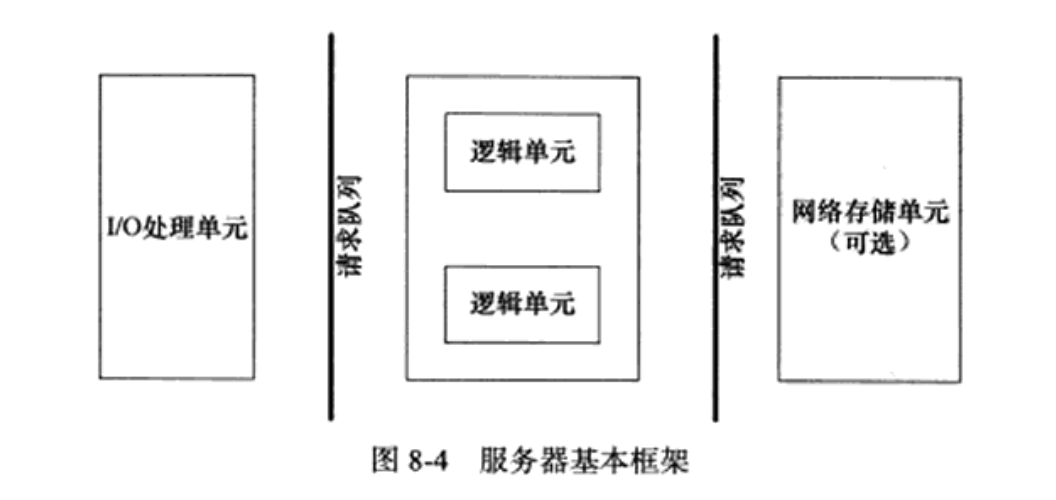 I/O处理单元
请求队列
逻辑单元
逻辑单元
请求队列
网络存储单元
（可选）
图 8-4 服务器基本框架